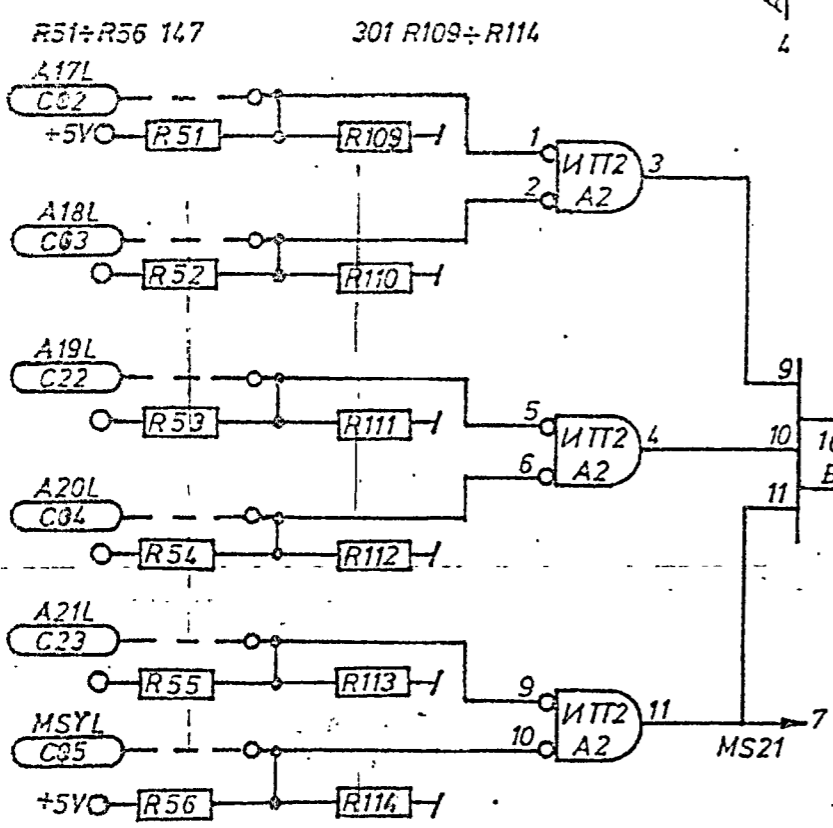 R51÷R56 147
301 R109÷R114
4
A17L
C02
+5V
R51
R109
1
2
ИП2
A2
3
A18L
C03
R52
R110
A19L
C22
R53
R111
9
5
6
ИП2
A2
4
10
11
A20L
C04
R54
R112
A21L
C23
R55
R113
9
10
ИП2
A2
11
7
MS21
MSYL
C05
+5V
R56
R114